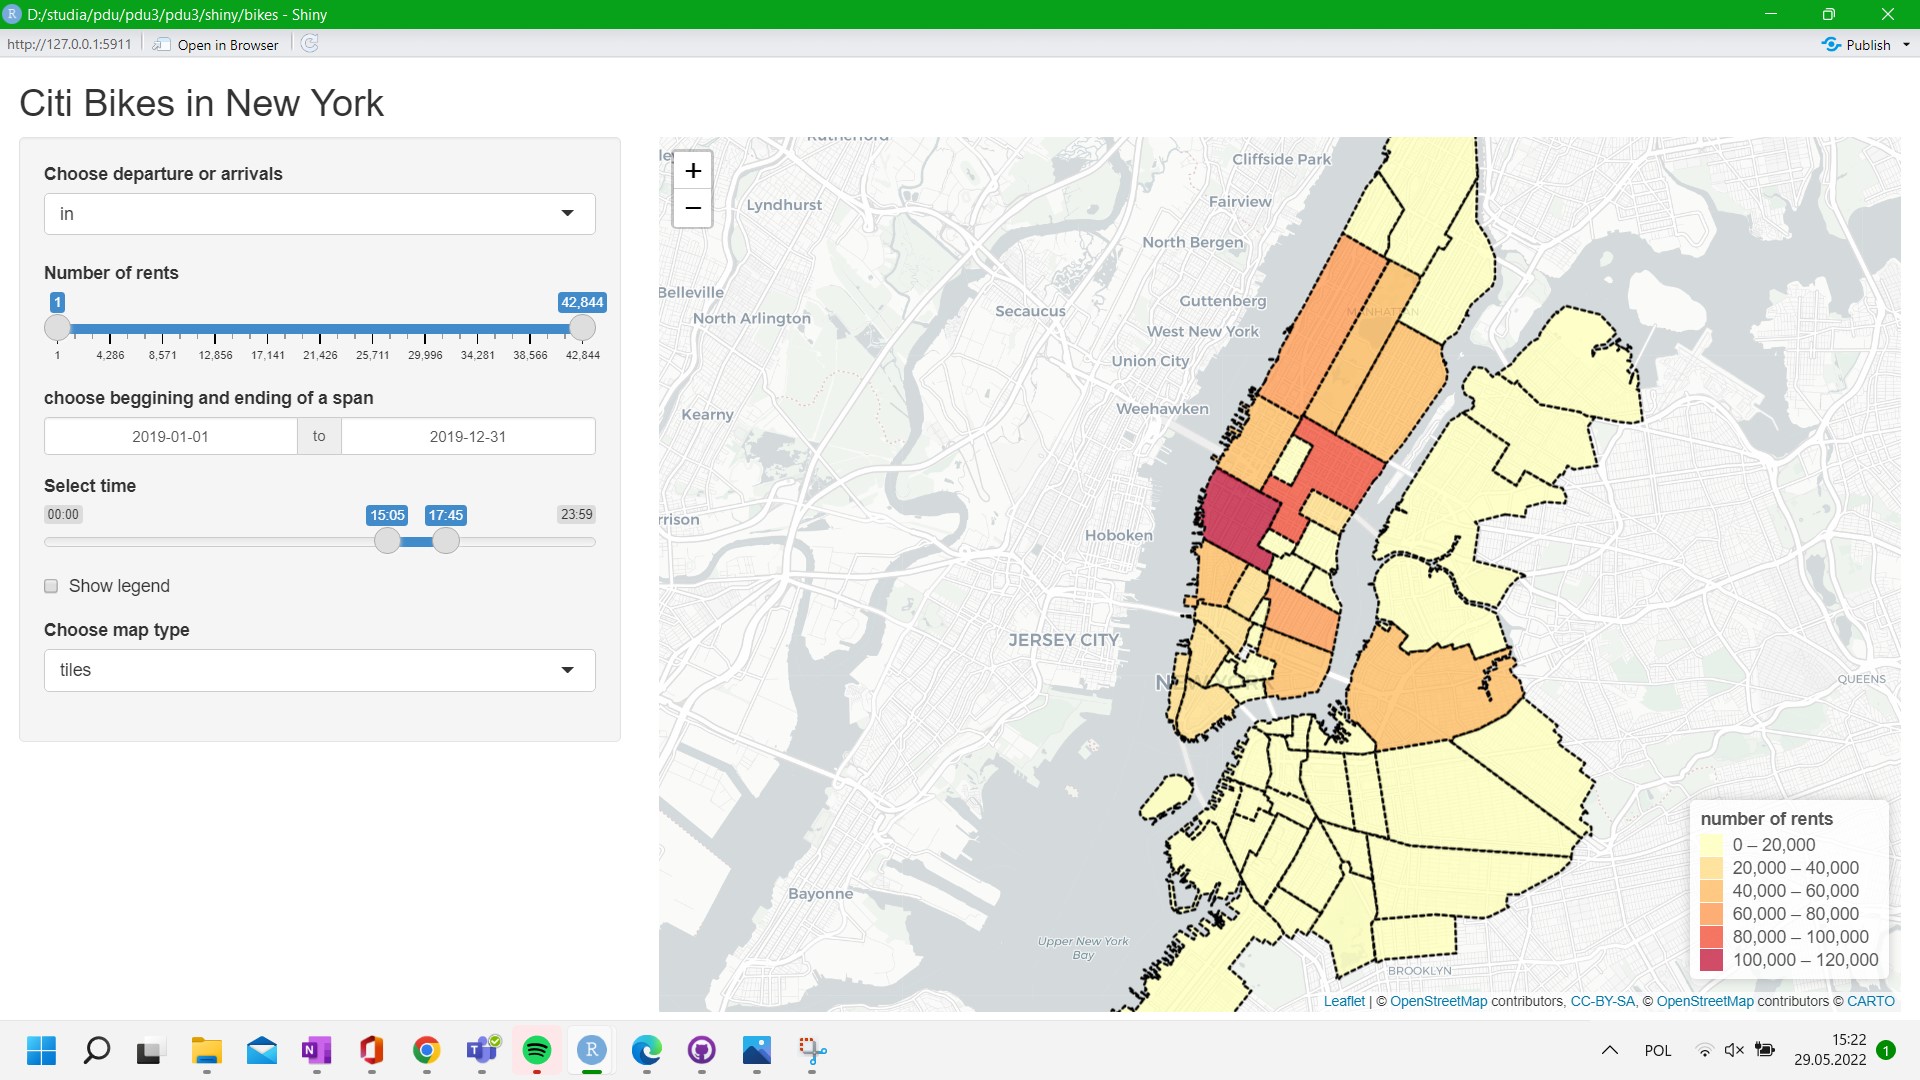 D:/studia/pdu/pdu3/pdu3/shiny/bikes - Shiny
http://127.0.0.1:5911
Open in Browser
Publish
Citi Bikes in New York
Choose departure or arrivals
in
Number of rents
1
42,844
1 4,286 8,571 12,856 17,141 21,426 25,711 29,996 34,281 38,566 42,844
choose beggining and ending of a span
2019-01-01 to 2019-12-31
Select time
00:00 15:05 17:45 23:59
Show legend
Choose map type
tiles
+
−
Cliffside Park
Lyndhurst
Fairview
North Bergen
Belleville
Guttenberg
Secaucus
North Arlington
MANHATTAN
West New York
Union City
Weehawken
Kearny
rrison
Hoboken
JERSEY CITY
NEW YORK
QUEENS
Bayonne
Upper New York
Bay
BROOKLYN
number of rents
0 – 20,000
20,000 – 40,000
40,000 – 60,000
60,000 – 80,000
80,000 – 100,000
100,000 – 120,000
Leaflet | © OpenStreetMap contributors, CC-BY-SA, © OpenStreetMap contributors © CARTO
POL
15:22
29.05.2022
1